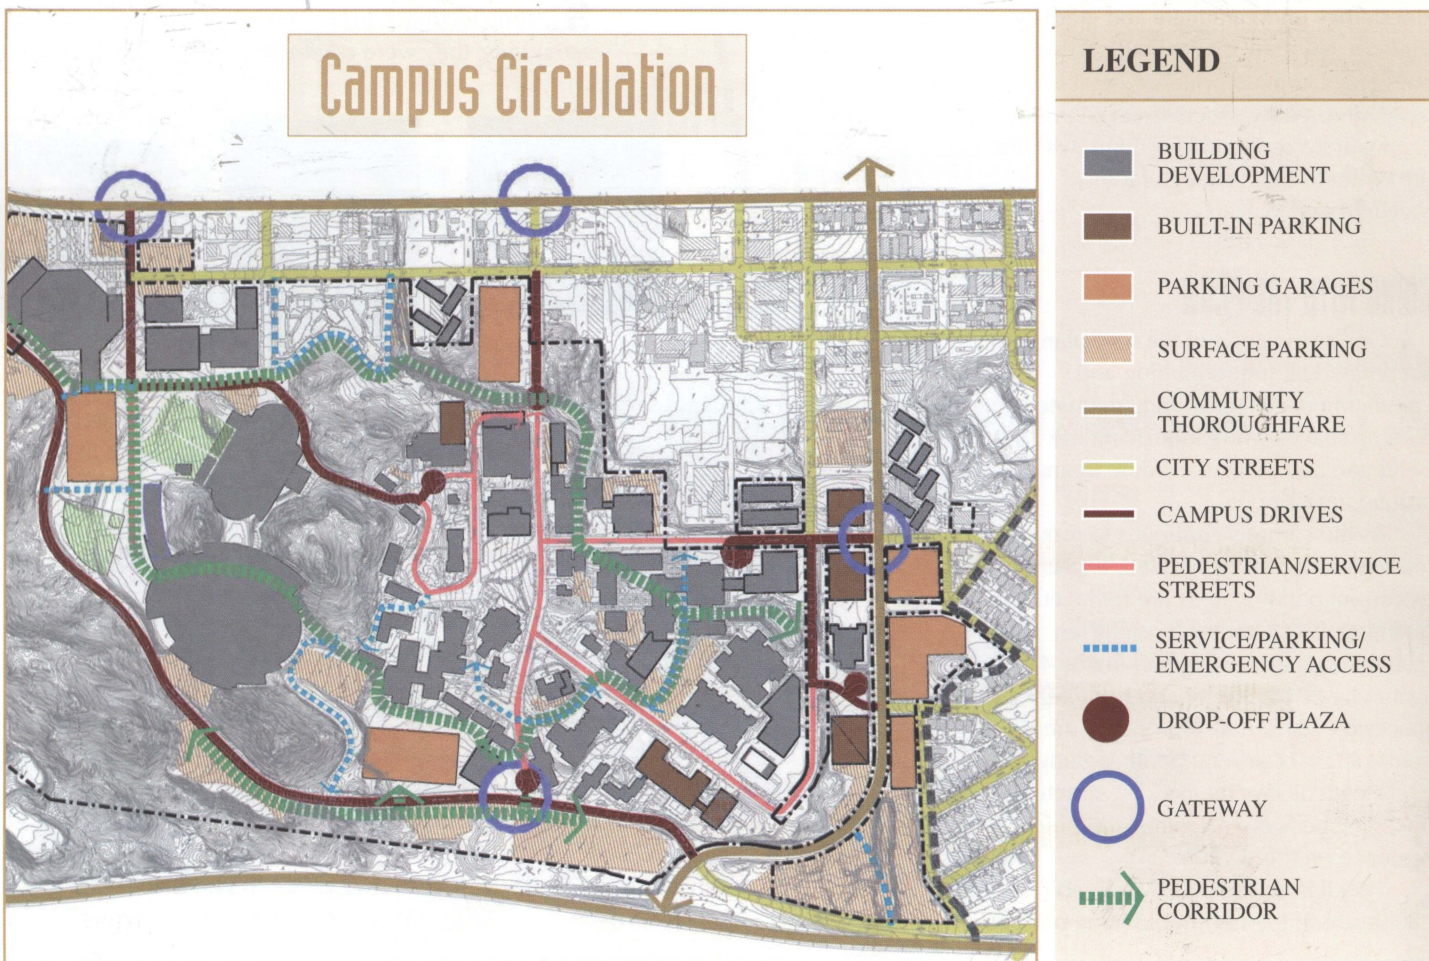 Campus Circulation
LEGEND
BUILDING
DEVELOPMENT
BUILT-IN PARKING
PARKING GARAGES
SURFACE PARKING
COMMUNITY
THOROUGHFARE
CITY STREETS
CAMPUS DRIVES
PEDESTRIAN/SERVICE
STREETS
SERVICE/PARKING/
EMERGENCY ACCESS
DROP-OFF PLAZA
GATEWAY
PEDESTRIAN
CORRIDOR